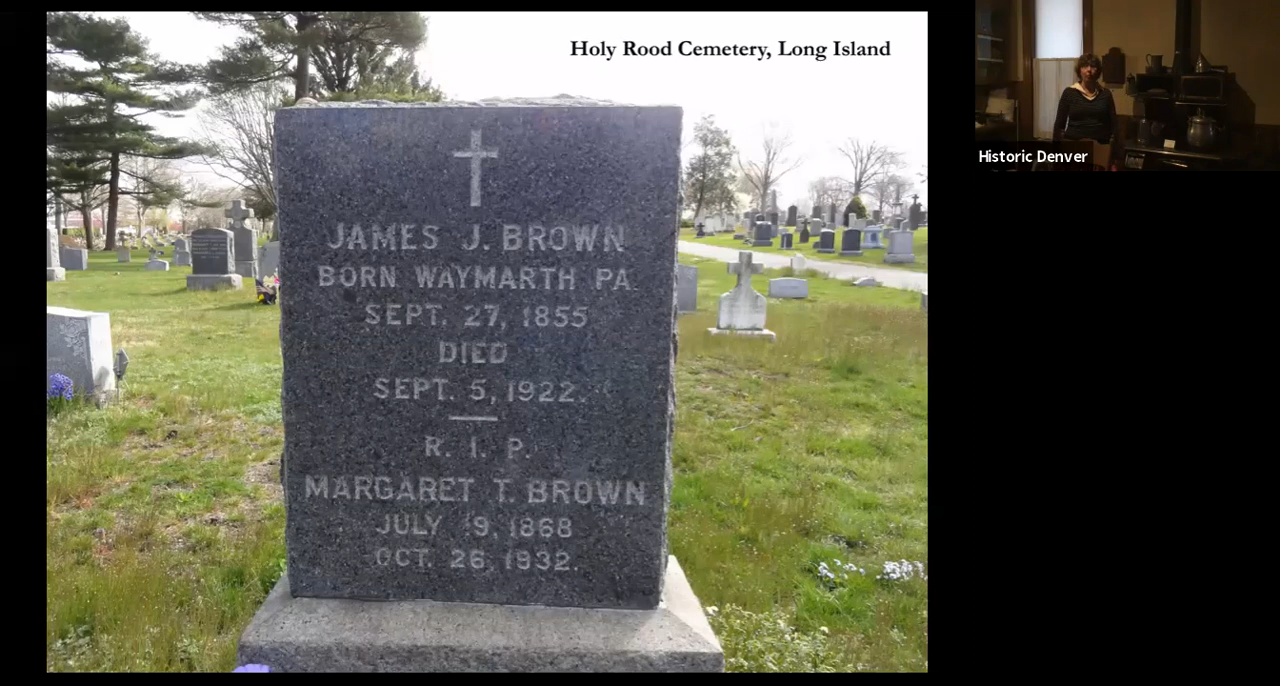 Holy Rood Cemetery, Long Island
JAMES J. BROWN
BORN WAYMARTH PA.
SEPT. 27, 1855
DIED
SEPT. 5, 1922.
R. I. P.
MARGARET T. BROWN
JULY 19, 1868
OCT. 26, 1932.
Historic Denver